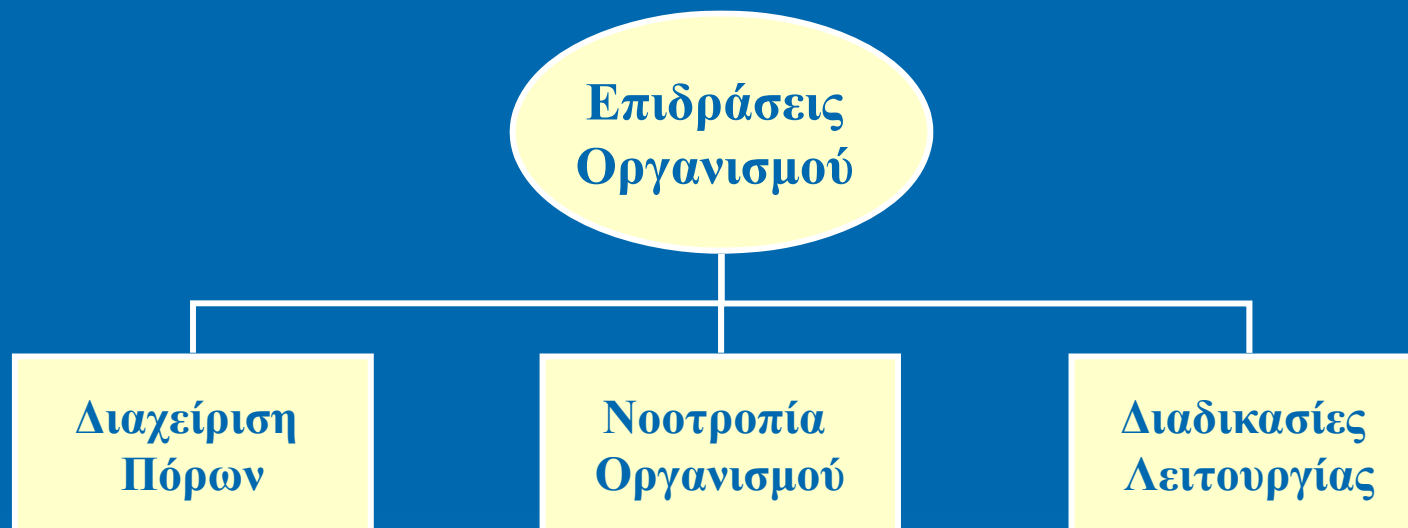 Επιδράσεις
Οργανισμού
Διαχείριση
Πόρων
Νοοτροπία
Οργανισμού
Διαδικασίες
Λειτουργίας